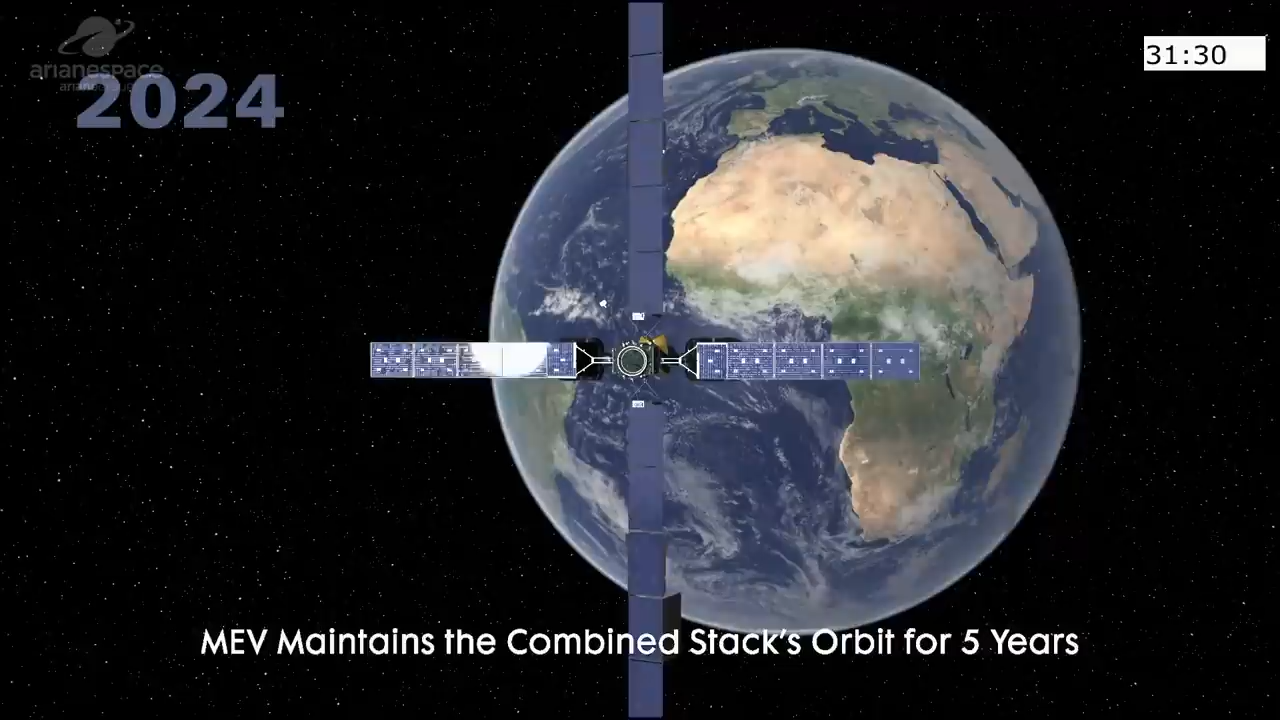 arianespace
2024
31:30
MEV Maintains the Combined Stack's Orbit for 5 Years